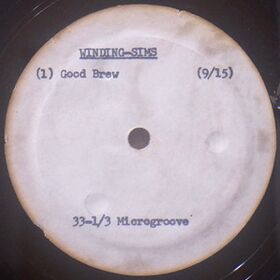 WINDING-SIMS
(1) Good Brew (9/15)
33-1/3 Microgroove